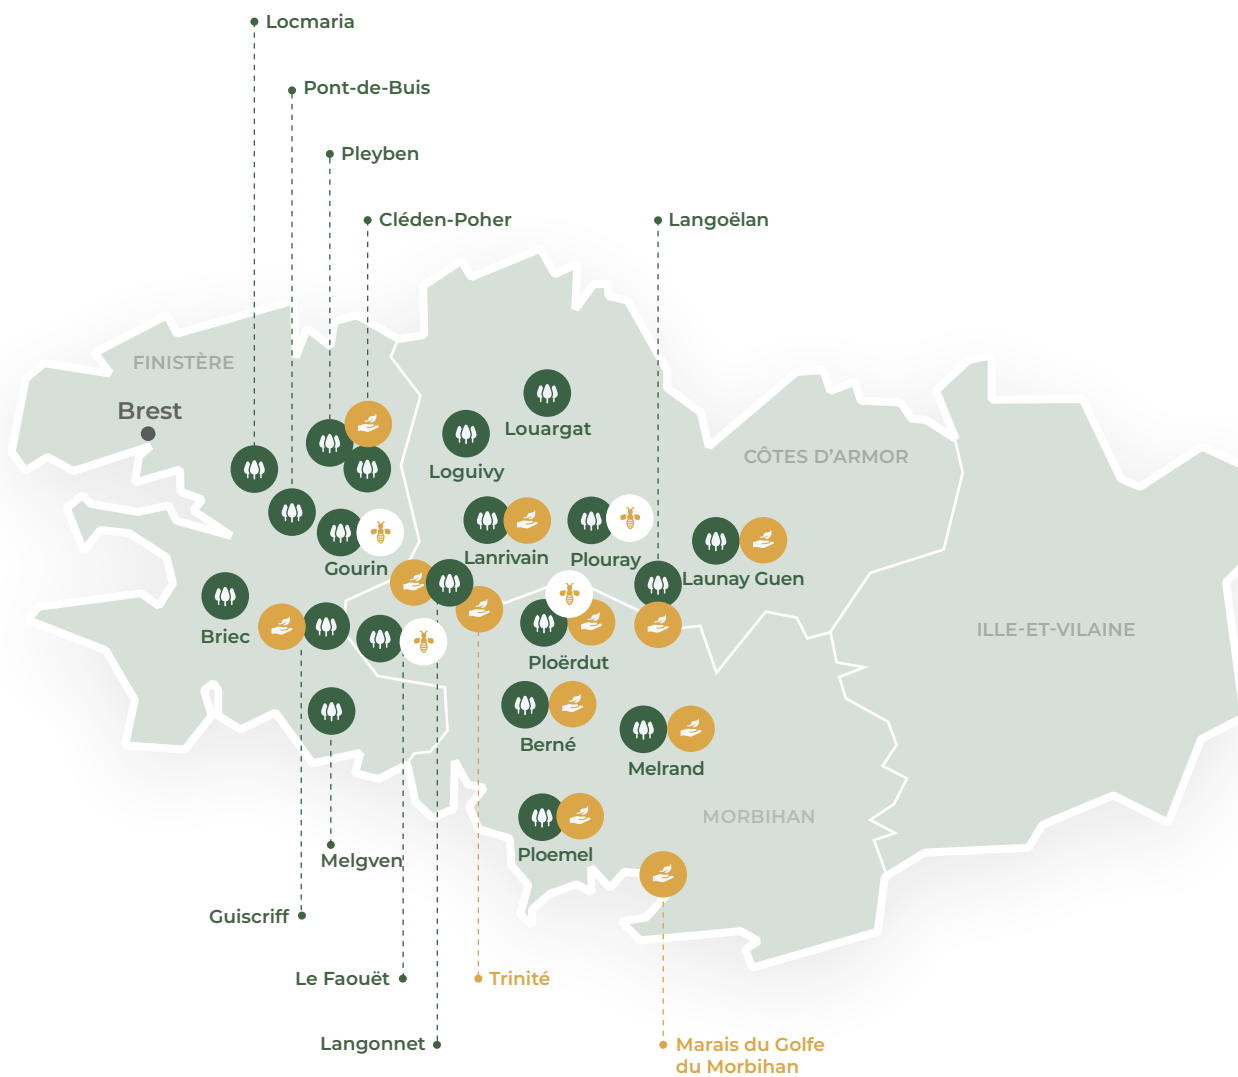 Locmaria
Pont-de-Buis
Pleyben
Cléden-Poher
Langoëlan
FINISTÈRE
Brest
Louargat
CÔTES D'ARMOR
Loguivy
Lanrivain
Plouray
Gourin
Launay Guen
Briec
ILLE-ET-VILAINE
Ploërdut
Berné
Melrand
MORBIHAN
Ploemel
Melgven
Guiscriff
Le Faouët
Trinité
Langonnet
Marais du Golfe
du Morbihan